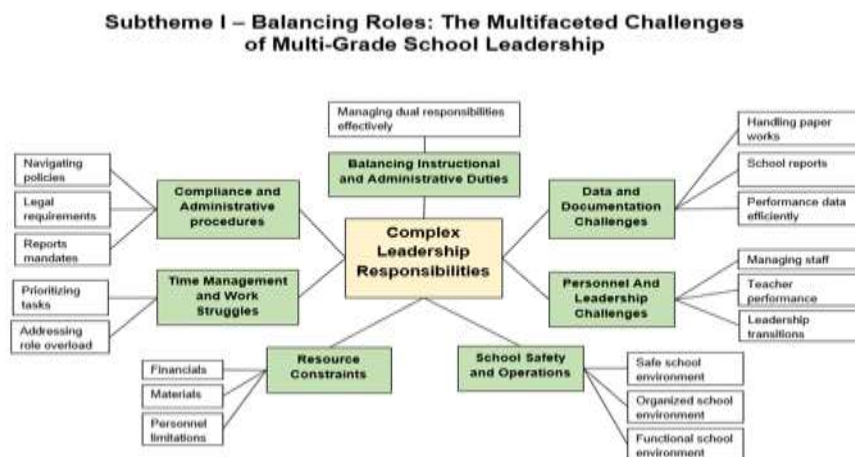 Subtheme I – Balancing Roles: The Multifaceted Challenges
of Multi-Grade School Leadership
Managing dual responsibilities
effectively
Balancing Instructional
and Administrative Duties
Complex
Leadership
Responsibilities
Navigating
policies
Legal
requirements
Reports
mandates
Compliance and
Administrative
procedures
Prioritizing
tasks
Addressing
role overload
Time Management
and Work
Struggles
Financials
Materials
Personnel
limitations
Resource
Constraints
School Safety
and Operations
Safe school
environment
Organized school
environment
Functional school
environment
Data and
Documentation
Challenges
Handling paper
works
School reports
Performance data
efficiently
Personnel And
Leadership
Challenges
Managing staff
Teacher
performance
Leadership
transitions